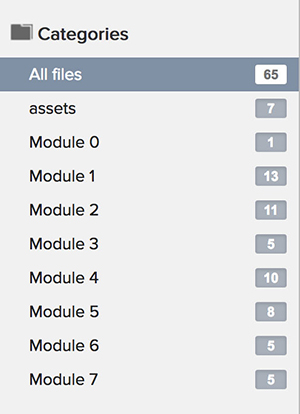 Categories
All files 65
assets 7
Module 0 1
Module 1 13
Module 2 11
Module 3 5
Module 4 10
Module 5 8
Module 6 5
Module 7 5